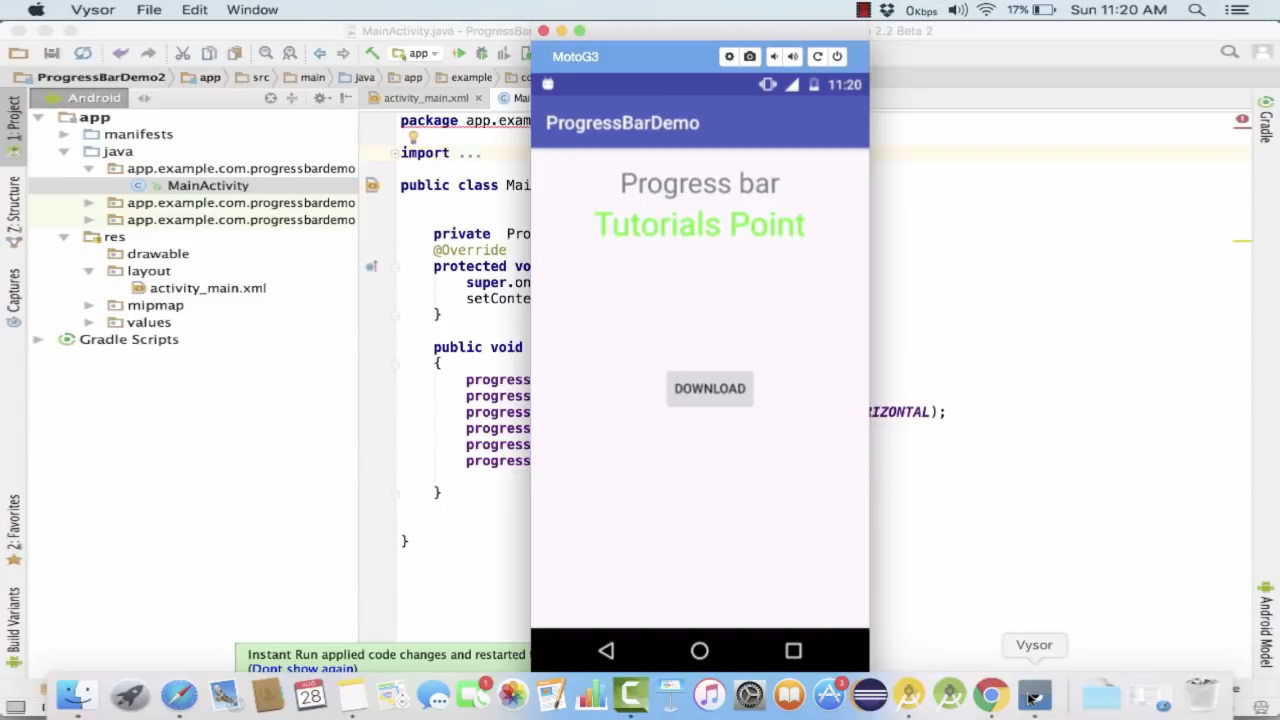 Vysor File Edit Window 0Kbps 17% Sun 11:20 AM
MainActivity.java - ProgressBar 2.2 Beta 2
app
ProgressBarDemo2 app src main java app example
Android activity_main.xml
1: Project
Z: Structure
Captures
2: Favorites
Build Variants
app
manifests
java
app.example.com.progressbardemo
MainActivity
app.example.com.progressbardemo
app.example.com.progressbardemo
res
drawable
layout
activity_main.xml
mipmap
values
Gradle Scripts
package app.exam
import ...
public class Mai
private Pro
@Override
protected vo
super.on
setConte
}
public void
{
progress
progress
progress RIZONTAL);
progress
progress
progress
}
}
MotoG3
11:20
ProgressBarDemo
Progress bar
Tutorials Point
DOWNLOAD
Gradle
Android Model
Instant Run applied code changes and restarted
(Dont show again)
Vysor
AUG
28
1
3